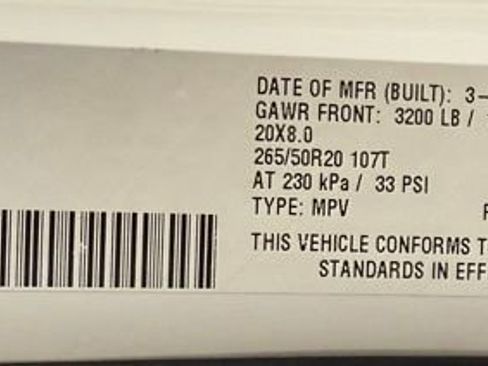 DATE OF MFR (BUILT): 3-
GAWR FRONT: 3200 LB /
20X8.0
265/50R20 107T
AT 230 kPa / 33 PSI
TYPE: MPV
THIS VEHICLE CONFORMS T
STANDARDS IN EFF